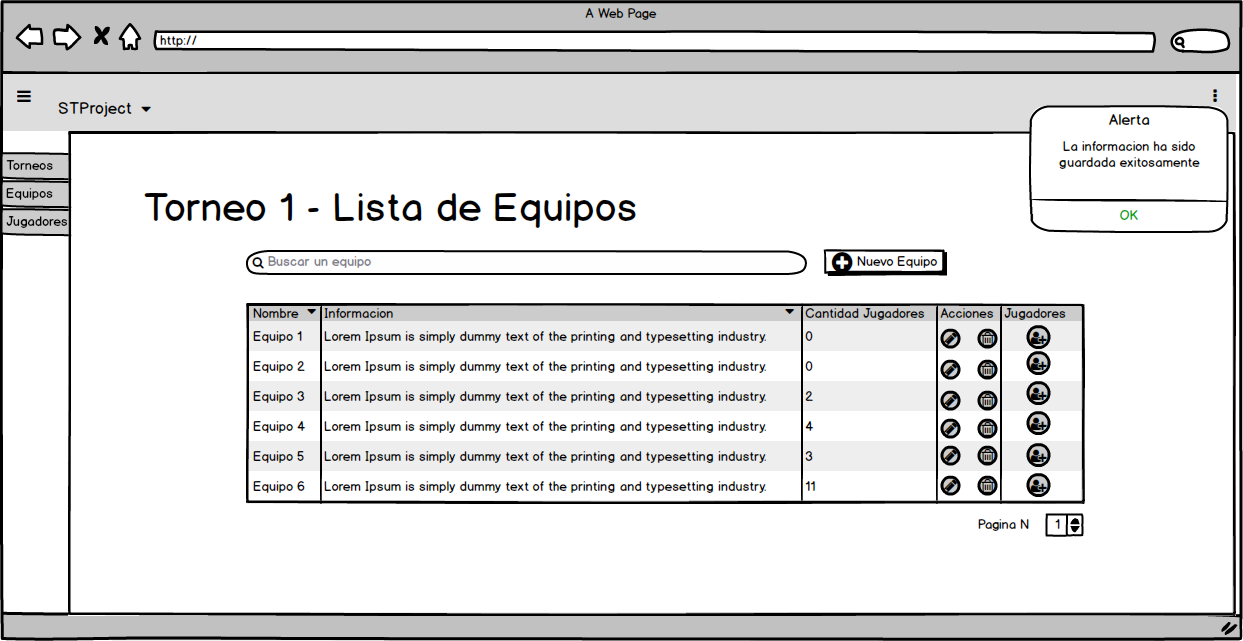 A Web Page
http://
STProject
Alerta
La informacion ha sido
guardada exitosamente
OK
Torneos
Equipos
Jugadores
Torneo 1 - Lista de Equipos
Buscar un equipo
Nuevo Equipo
Nombre Informacion Cantidad Jugadores Acciones Jugadores
Equipo 1 Lorem Ipsum is simply dummy text of the printing and typesetting industry. 0
Equipo 2 Lorem Ipsum is simply dummy text of the printing and typesetting industry. 0
Equipo 3 Lorem Ipsum is simply dummy text of the printing and typesetting industry. 2
Equipo 4 Lorem Ipsum is simply dummy text of the printing and typesetting industry. 4
Equipo 5 Lorem Ipsum is simply dummy text of the printing and typesetting industry. 3
Equipo 6 Lorem Ipsum is simply dummy text of the printing and typesetting industry. 11
Pagina N 1